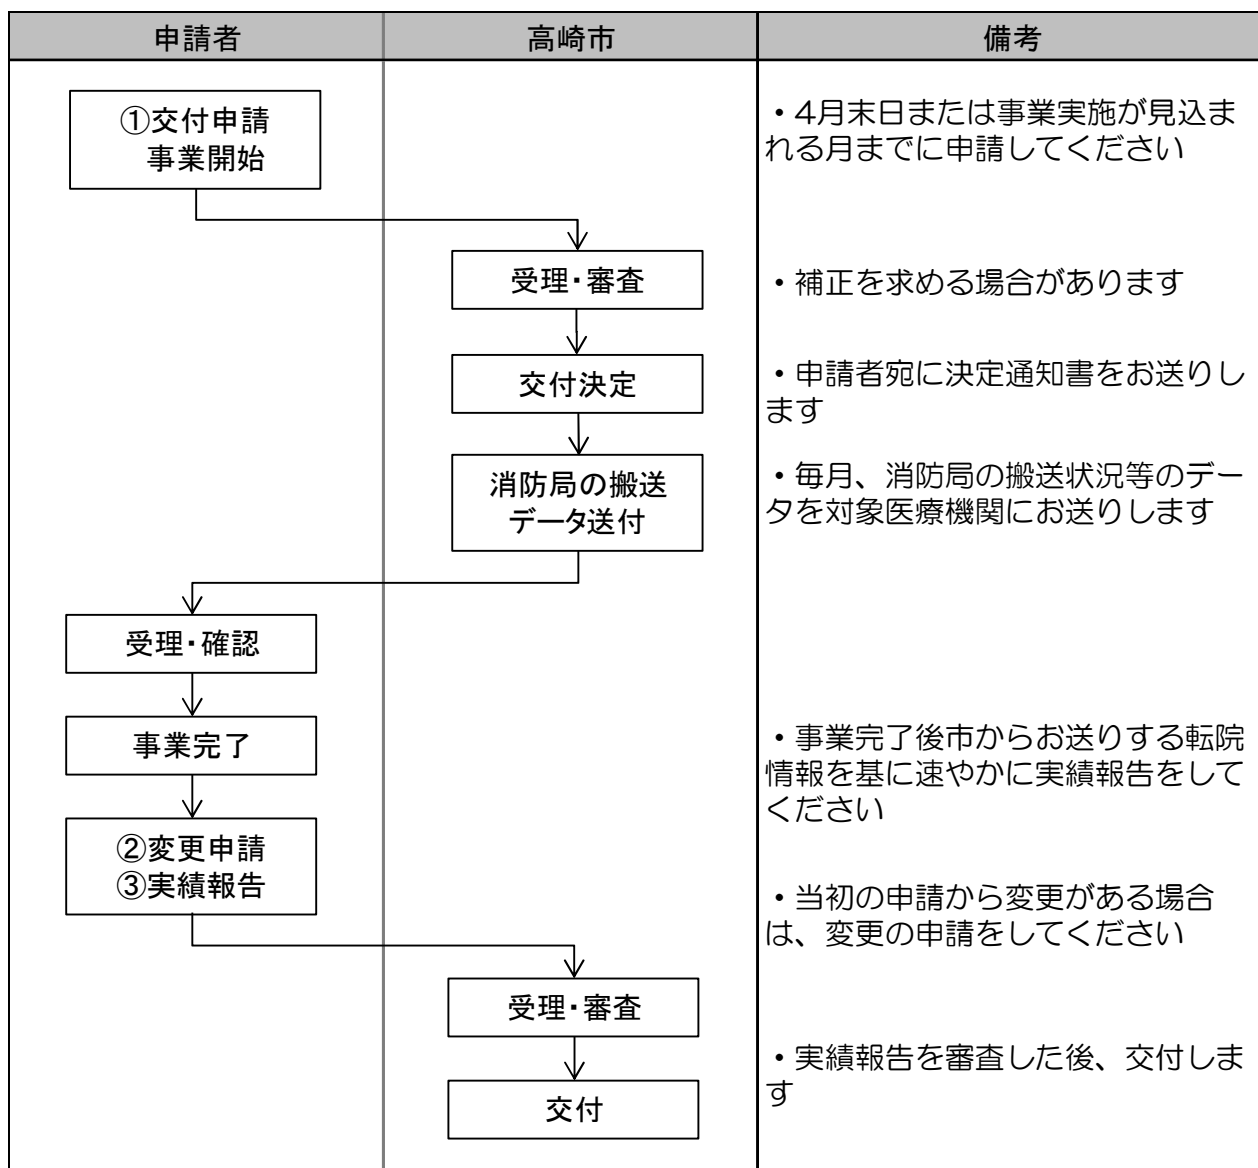 申請者
高崎市
備考
①交付申請
事業開始
・4月末日または事業実施が見込ま
れる月までに申請してください
受理・審査
・補正を求める場合があります
交付決定
・申請者宛に決定通知書をお送りし
ます
消防局の搬送
データ送付
・毎月、消防局の搬送状況等のデー
タを対象医療機関にお送りします
受理・確認
事業完了
・事業完了後市からお送りする転院
情報を基に速やかに実績報告をして
ください
②変更申請
③実績報告
・当初の申請から変更がある場合
は、変更の申請をしてください
受理・審査
・実績報告を審査した後、交付しま
す
交付